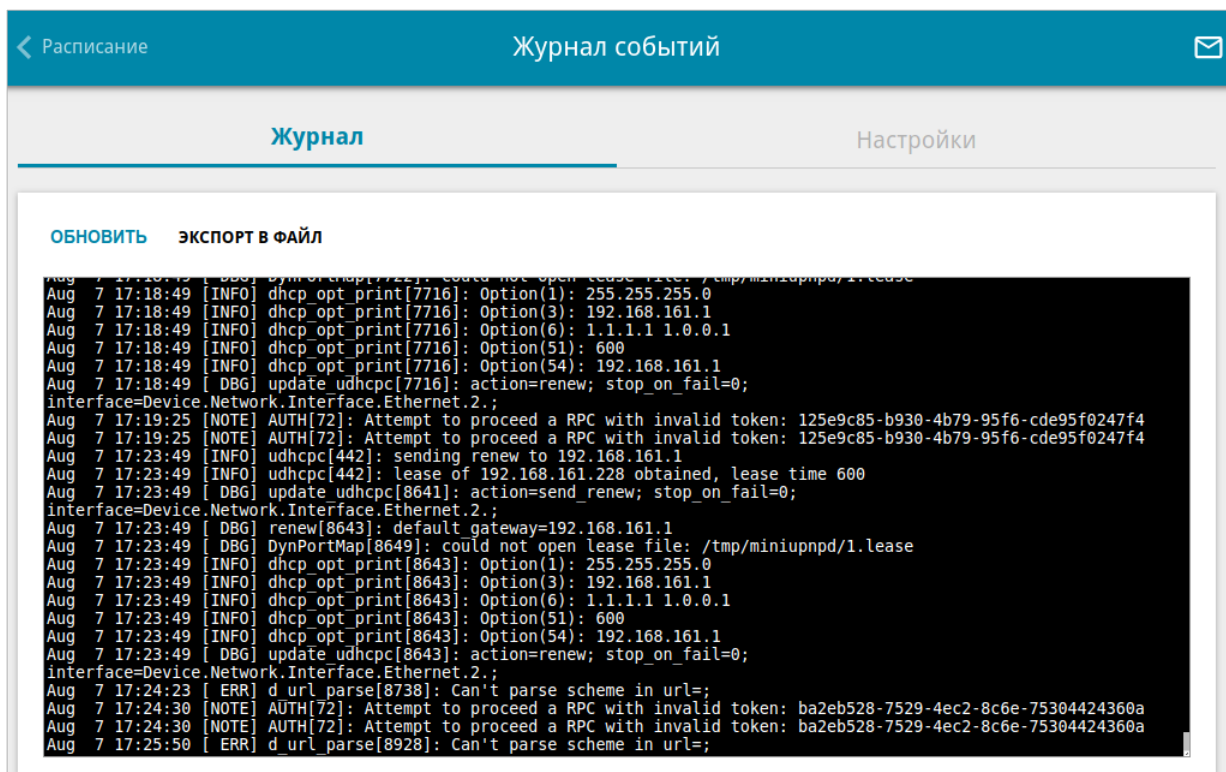 Расписание
Журнал событий
Журнал
Настройки
ОБНОВИТЬ ЭКСПОРТ В ФАЙЛ
Aug  7 17:18:49 [ DBG] DynPortMap[7722]: could not open lease file: /tmp/miniupnpd/1.lease
Aug  7 17:18:49 [INFO] dhcp_opt_print[7716]: Option(1): 255.255.255.0
Aug  7 17:18:49 [INFO] dhcp_opt_print[7716]: Option(3): 192.168.161.1
Aug  7 17:18:49 [INFO] dhcp_opt_print[7716]: Option(6): 1.1.1.1 1.0.0.1
Aug  7 17:18:49 [INFO] dhcp_opt_print[7716]: Option(51): 600
Aug  7 17:18:49 [INFO] dhcp_opt_print[7716]: Option(54): 192.168.161.1
Aug  7 17:18:49 [ DBG] update_udhcpc[7716]: action=renew; stop_on_fail=0;
interface=Device.Network.Interface.Ethernet.2.;
Aug  7 17:19:25 [NOTE] AUTH[72]: Attempt to proceed a RPC with invalid token: 125e9c85-b930-4b79-95f6-cde95f0247f4
Aug  7 17:19:25 [NOTE] AUTH[72]: Attempt to proceed a RPC with invalid token: 125e9c85-b930-4b79-95f6-cde95f0247f4
Aug  7 17:23:49 [INFO] udhcpc[442]: sending renew to 192.168.161.1
Aug  7 17:23:49 [INFO] udhcpc[442]: lease of 192.168.161.228 obtained, lease time 600
Aug  7 17:23:49 [ DBG] update_udhcpc[8641]: action=send_renew; stop_on_fail=0;
interface=Device.Network.Interface.Ethernet.2.;
Aug  7 17:23:49 [ DBG] renew[8643]: default_gateway=192.168.161.1
Aug  7 17:23:49 [ DBG] DynPortMap[8649]: could not open lease file: /tmp/miniupnpd/1.lease
Aug  7 17:23:49 [INFO] dhcp_opt_print[8643]: Option(1): 255.255.255.0
Aug  7 17:23:49 [INFO] dhcp_opt_print[8643]: Option(3): 192.168.161.1
Aug  7 17:23:49 [INFO] dhcp_opt_print[8643]: Option(6): 1.1.1.1 1.0.0.1
Aug  7 17:23:49 [INFO] dhcp_opt_print[8643]: Option(51): 600
Aug  7 17:23:49 [INFO] dhcp_opt_print[8643]: Option(54): 192.168.161.1
Aug  7 17:23:49 [ DBG] update_udhcpc[8643]: action=renew; stop_on_fail=0;
interface=Device.Network.Interface.Ethernet.2.;
Aug  7 17:24:23 [ ERR] d_url_parse[8738]: Can't parse scheme in url=;
Aug  7 17:24:30 [NOTE] AUTH[72]: Attempt to proceed a RPC with invalid token: ba2eb528-7529-4ec2-8c6e-75304424360a
Aug  7 17:24:30 [NOTE] AUTH[72]: Attempt to proceed a RPC with invalid token: ba2eb528-7529-4ec2-8c6e-75304424360a
Aug  7 17:25:50 [ ERR] d_url_parse[8928]: Can't parse scheme in url=;